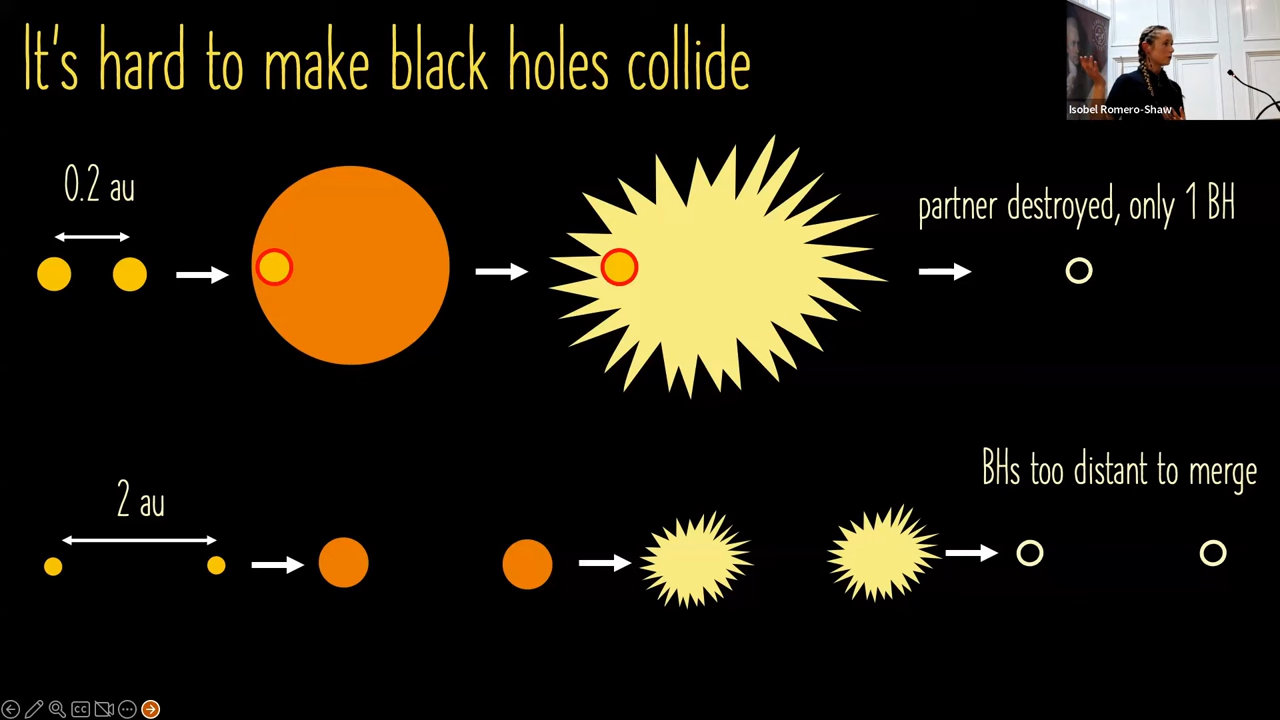 It's hard to make black holes collide
Isobel Romero-Shaw
0.2 au
partner destroyed, only 1 BH
BHs too distant to merge
2 au
CC